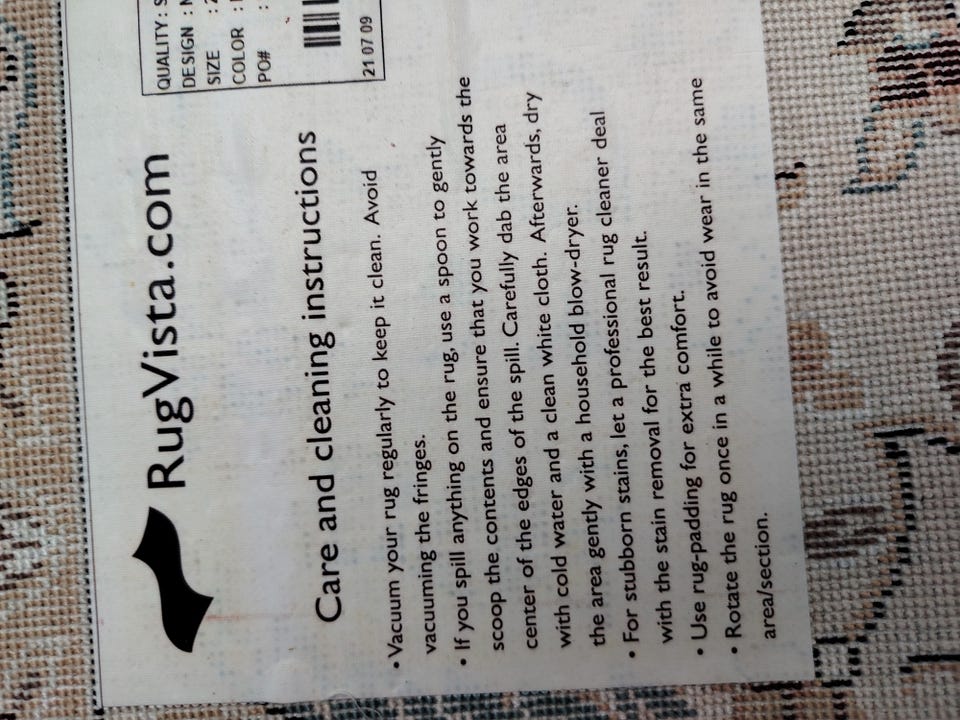 RugVista.com
QUALITY: S
DESIGN :
SIZE :
COLOR :
PO# :
21 07 09
Care and cleaning instructions
• Vacuum your rug regularly to keep it clean. Avoid
vacuuming the fringes.
• If you spill anything on the rug, use a spoon to gently
scoop the contents and ensure that you work towards the
center of the edges of the spill. Carefully dab the area
with cold water and a clean white cloth. Afterwards, dry
the area gently with a household blow-dryer.
• For stubborn stains, let a professional rug cleaner deal
with the stain removal for the best result.
• Use rug-padding for extra comfort.
• Rotate the rug once in a while to avoid wear in the same
area/section.